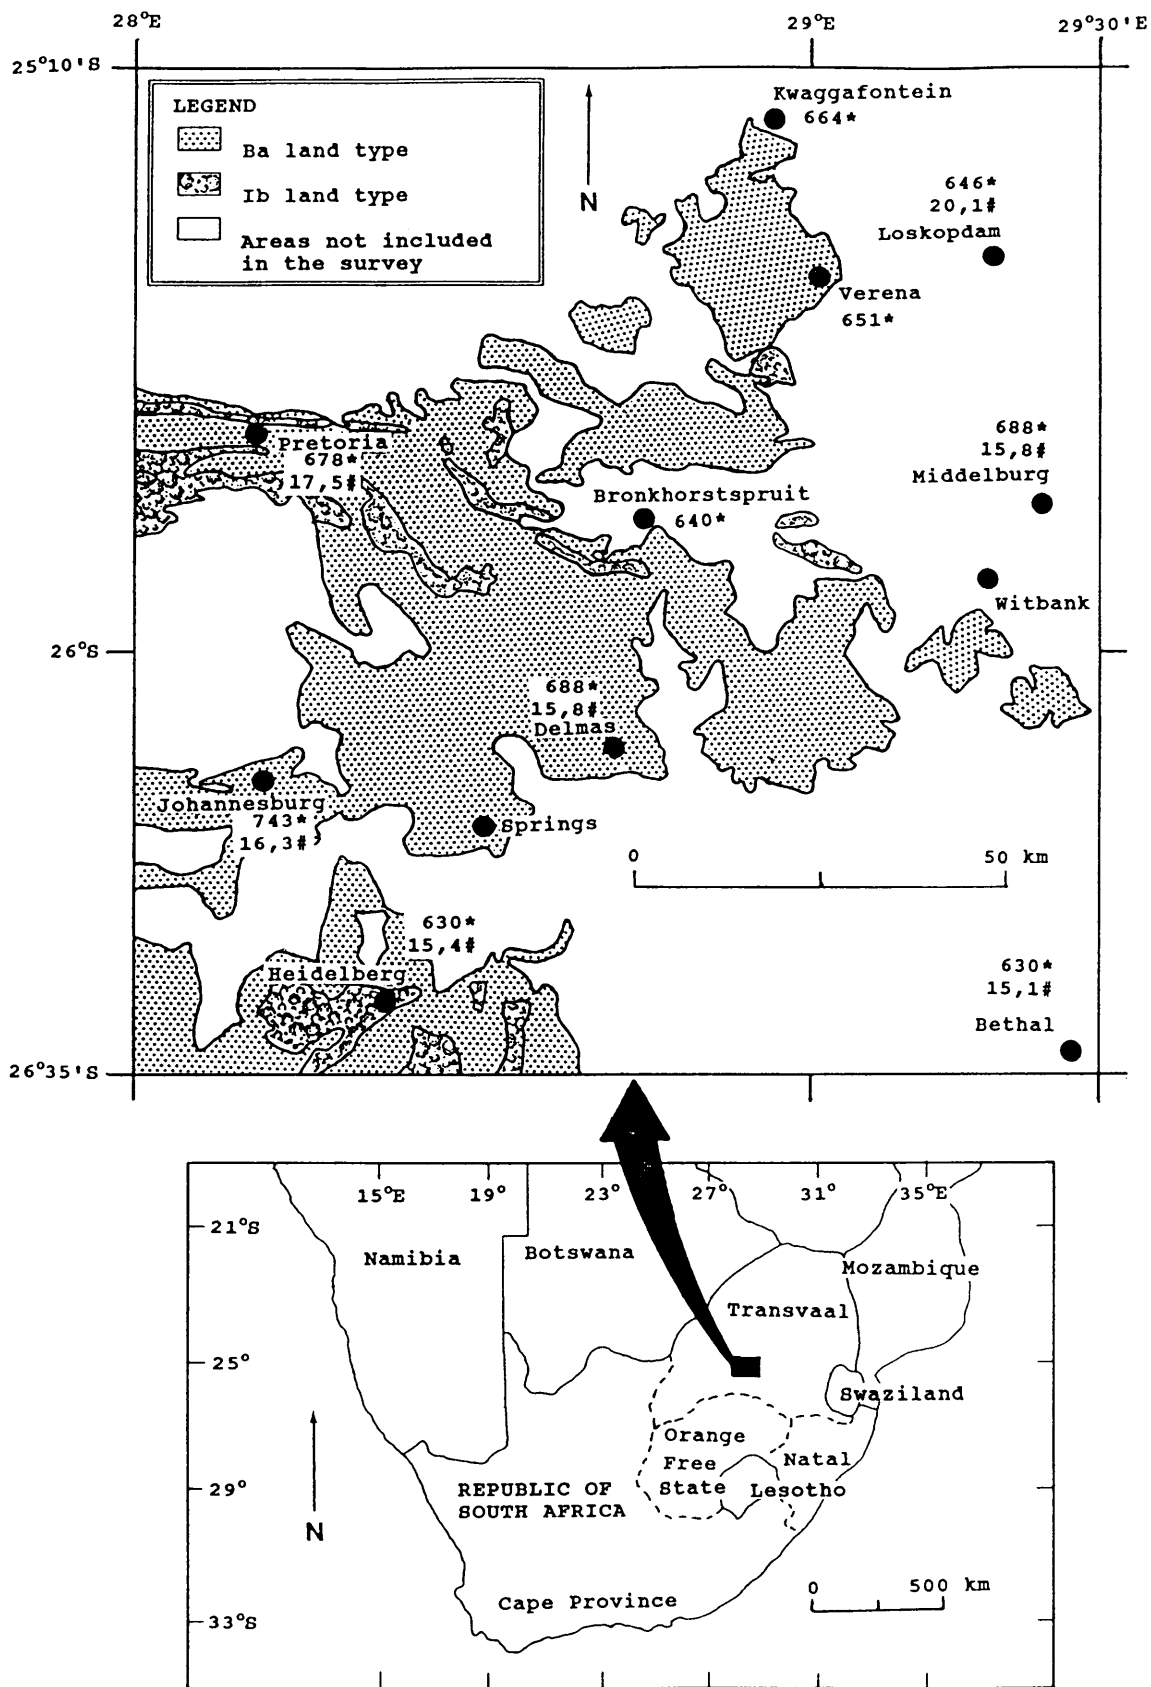 28°E
29°E
29°30'E
25°10'S
LEGEND
Ba land type
Ib land type
Areas not included
in the survey
N
Kwaggafontein
664*
646*
20,1#
Loskopdam
Verena
651*
Pretoria
678*
17,5#
688*
15,8#
Middelburg
Bronkhorstspruit
640*
Witbank
26°S
688*
15,8#
Delmas
Johannesburg
743*
16,3#
Springs
0 50 km
630*
15,4#
Heidelberg
630*
15,1#
Bethal
26°35'S
15°E 19° 23° 27° 31° 35°E
21°S
Namibia
Botswana
Mozambique
Transvaal
25°
Swaziland
Orange
Free
State
Natal
Lesotho
29°
REPUBLIC OF
SOUTH AFRICA
N
0 500 km
Cape Province
33°S